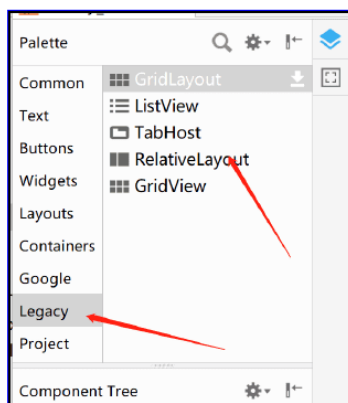 Palette
Common
Text
Buttons
Widgets
Layouts
Containers
Google
Legacy
Project
GridLayout
ListView
TabHost
RelativeLayout
GridView
Component Tree